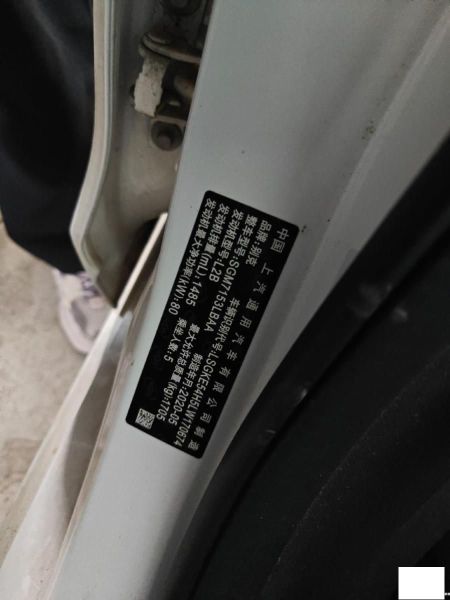 中国 上汽通用汽车有限公司制造
品牌:别克 车辆识别代号:LSGKE54H5LW170674
整车型号:SGM7153LBAA 制造年月:2020-05
发动机型号:L2B 最大允许总质量(kg):1705
发动机排量(mL):1485 乘坐人数:5
发动机最大净功率(kW):80